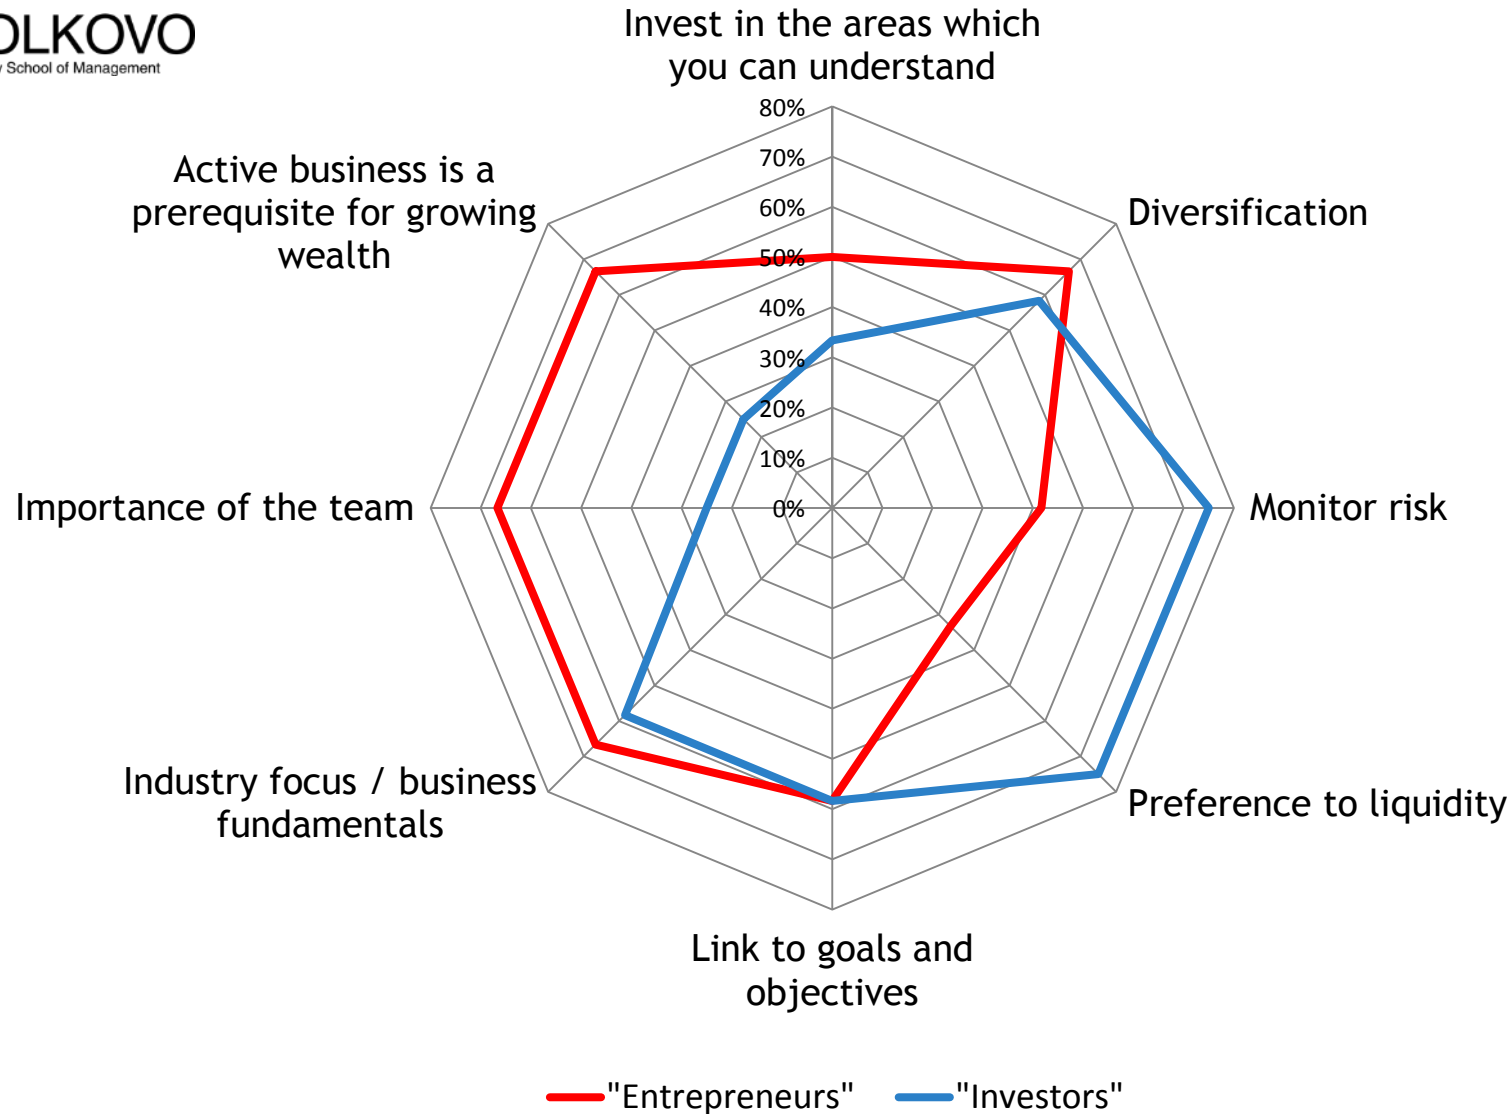 OLKOVO
School of Management
Invest in the areas which
you can understand
80%
70%
60%
50%
40%
30%
20%
10%
0%
Active business is a
prerequisite for growing
wealth
Diversification
Importance of the team
Monitor risk
Industry focus / business
fundamentals
Preference to liquidity
Link to goals and
objectives
"Entrepreneurs"
"Investors"